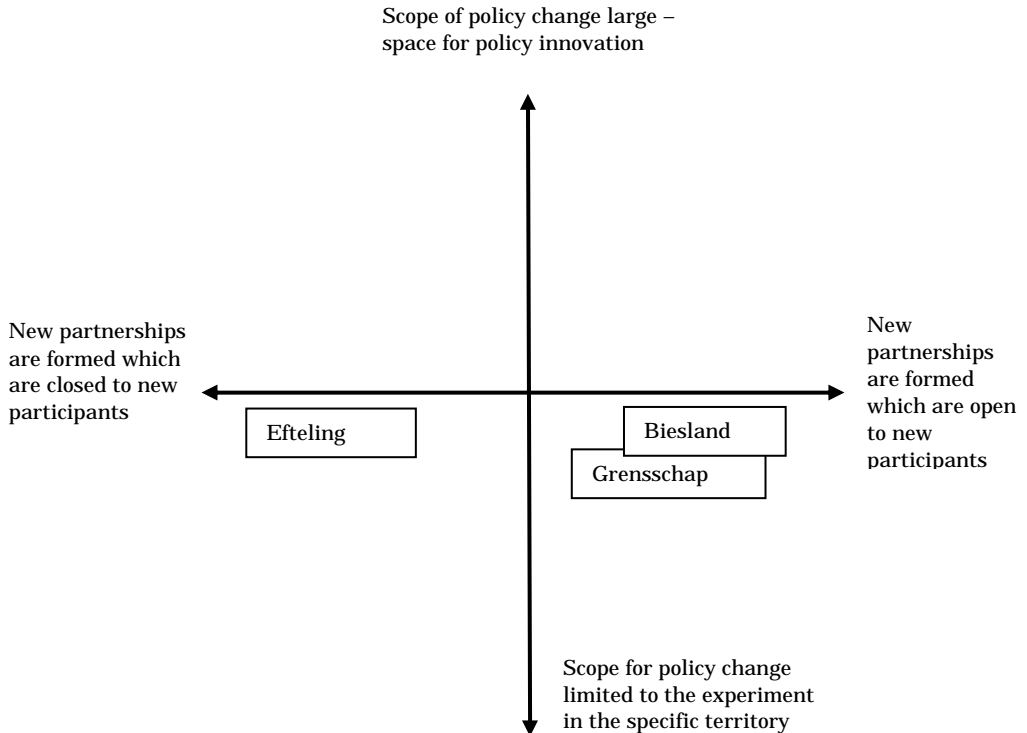 Scope of policy change large –
space for policy innovation
New partnerships
are formed which
are closed to new
participants
New
partnerships
are formed
which are open
to new
participants
Efteling
Biesland
Grensschap
Scope for policy change
limited to the experiment
in the specific territory